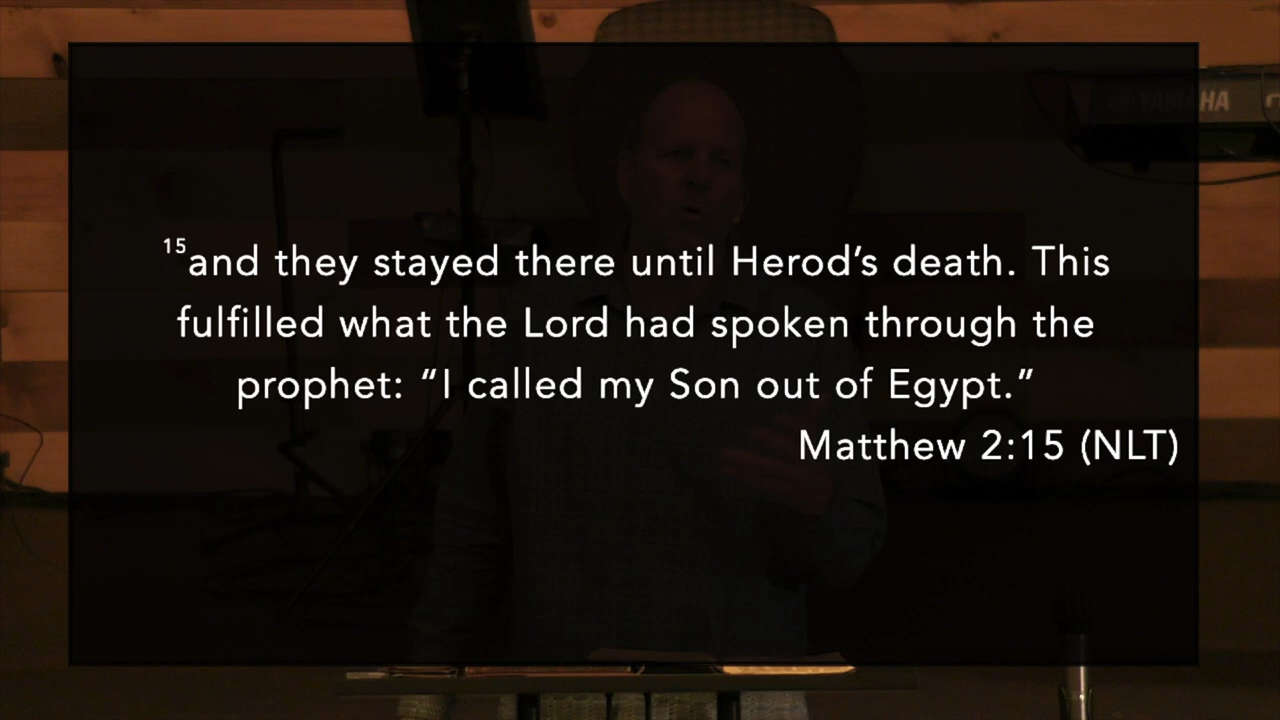 YAMAHA
15and they stayed there until Herod’s death. This
fulfilled what the Lord had spoken through the
prophet: “I called my Son out of Egypt.”
Matthew 2:15 (NLT)